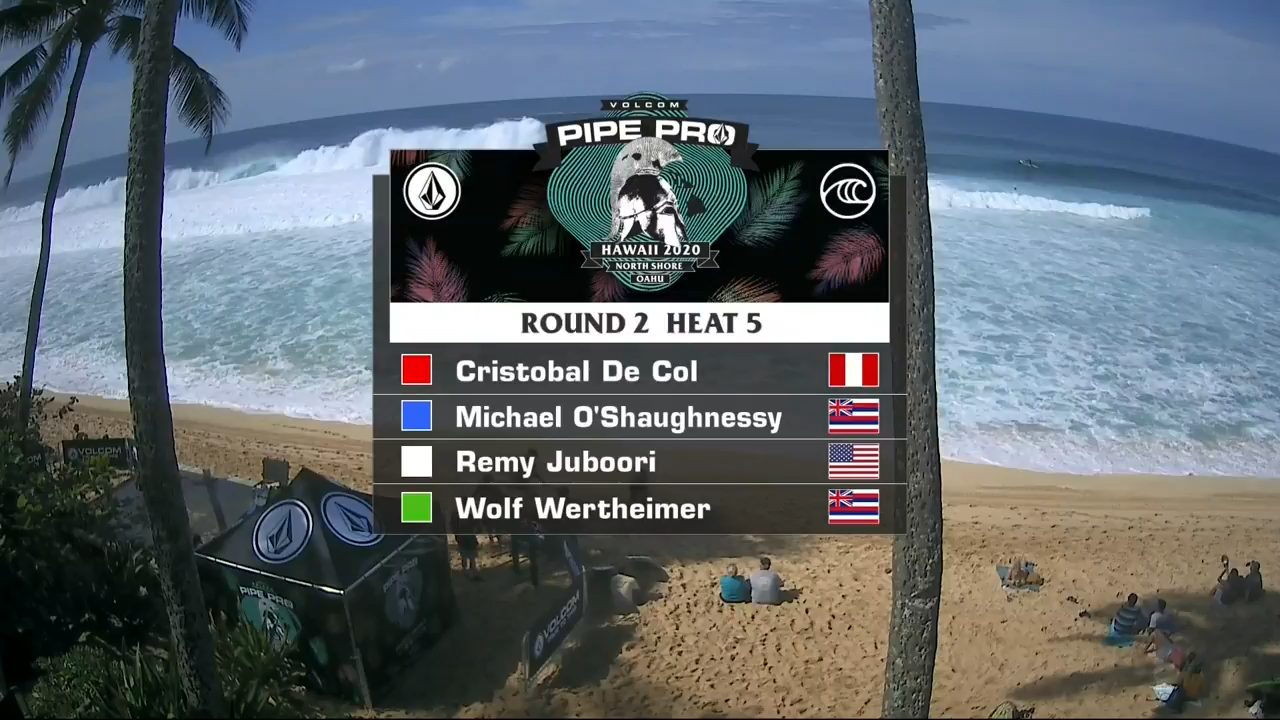 VOLCOM
PIPE PRO
HAWAII 2020
NORTH SHORE
OAHU
ROUND 2 HEAT 5
Cristobal De Col
Michael O'Shaughnessy
Remy Juboori
Wolf Wertheimer
VOLCOM
PIPE PRO
VOLCOM